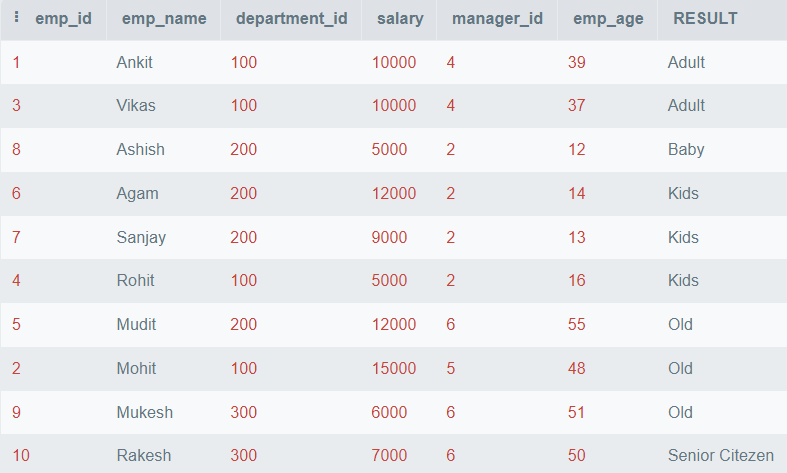 emp_id emp_name department_id salary manager_id emp_age RESULT
1 Ankit 100 10000 4 39 Adult
3 Vikas 100 10000 4 37 Adult
8 Ashish 200 5000 2 12 Baby
6 Agam 200 12000 2 14 Kids
7 Sanjay 200 9000 2 13 Kids
4 Rohit 100 5000 2 16 Kids
5 Mudit 200 12000 6 55 Old
2 Mohit 100 15000 5 48 Old
9 Mukesh 300 6000 6 51 Old
10 Rakesh 300 7000 6 50 Senior Citezen